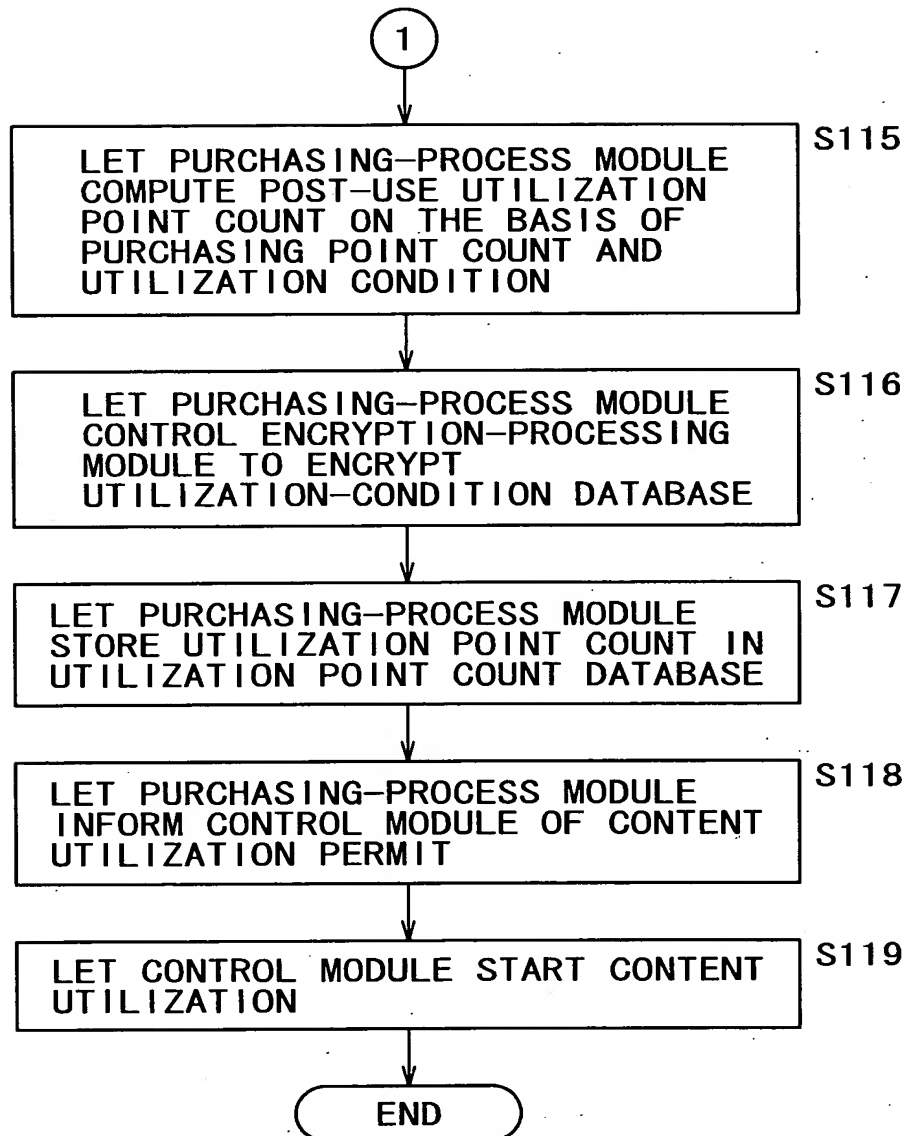 1
S115
LET PURCHASING-PROCESS MODULE
COMPUTE POST-USE UTILIZATION
POINT COUNT ON THE BASIS OF
PURCHASING POINT COUNT AND
UTILIZATION CONDITION
S116
LET PURCHASING-PROCESS MODULE
CONTROL ENCRYPTION-PROCESSING
MODULE TO ENCRYPT
UTILIZATION-CONDITION DATABASE
S117
LET PURCHASING-PROCESS MODULE
STORE UTILIZATION POINT COUNT IN
UTILIZATION POINT COUNT DATABASE
S118
LET PURCHASING-PROCESS MODULE
INFORM CONTROL MODULE OF CONTENT
UTILIZATION PERMIT
S119
LET CONTROL MODULE START CONTENT
UTILIZATION
END